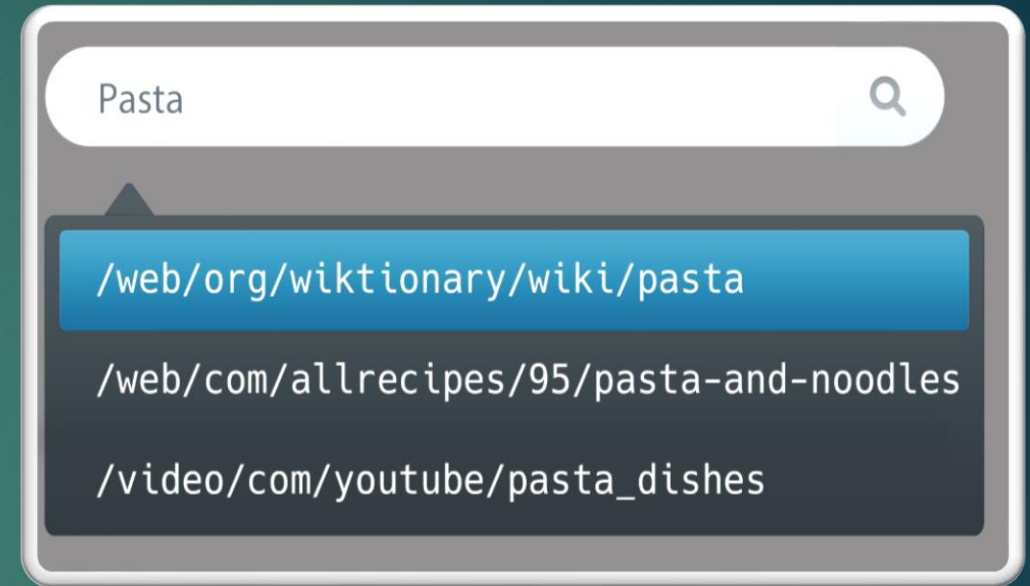 Pasta
/web/org/wiktionary/wiki/pasta
/web/com/allrecipes/95/pasta-and-noodles
/video/com/youtube/pasta_dishes